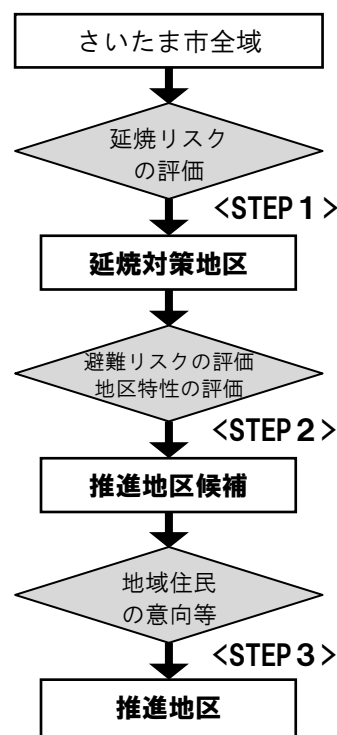 さいたま市全域
延焼リスク
の評価
<STEP 1>
延焼対策地区
避難リスクの評価
地区特性の評価
<STEP 2>
推進地区候補
地域住民
の意向等
<STEP 3>
推進地区